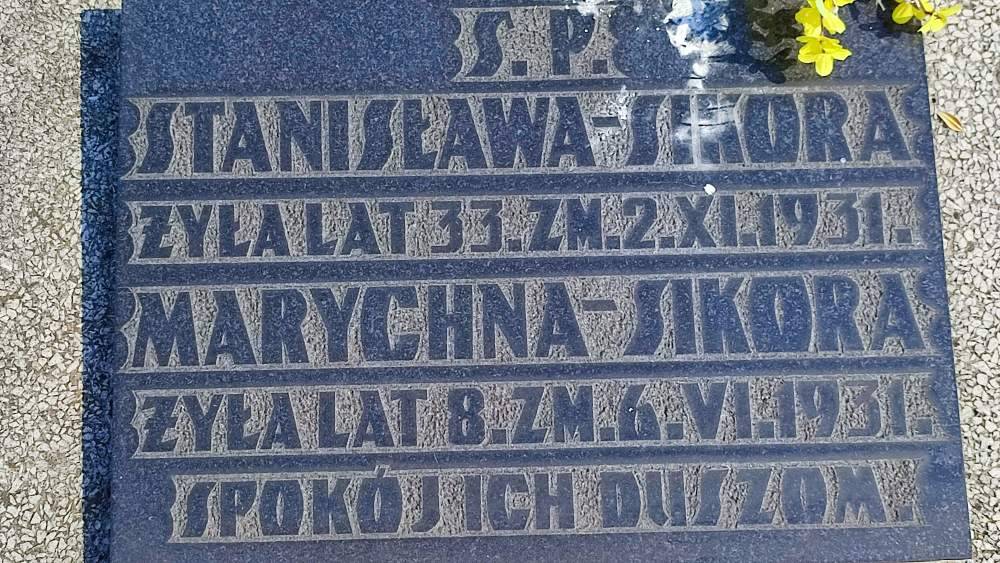 S.P.
STANISŁAWA-SIKORA
ŻYŁA LAT 33.ZM.2.XI.1931.
MARYCHNA-SIKORA
ŻYŁA LAT 8.ZM.6.VI.1931.
SPOKÓJ ICH DUSZOM.